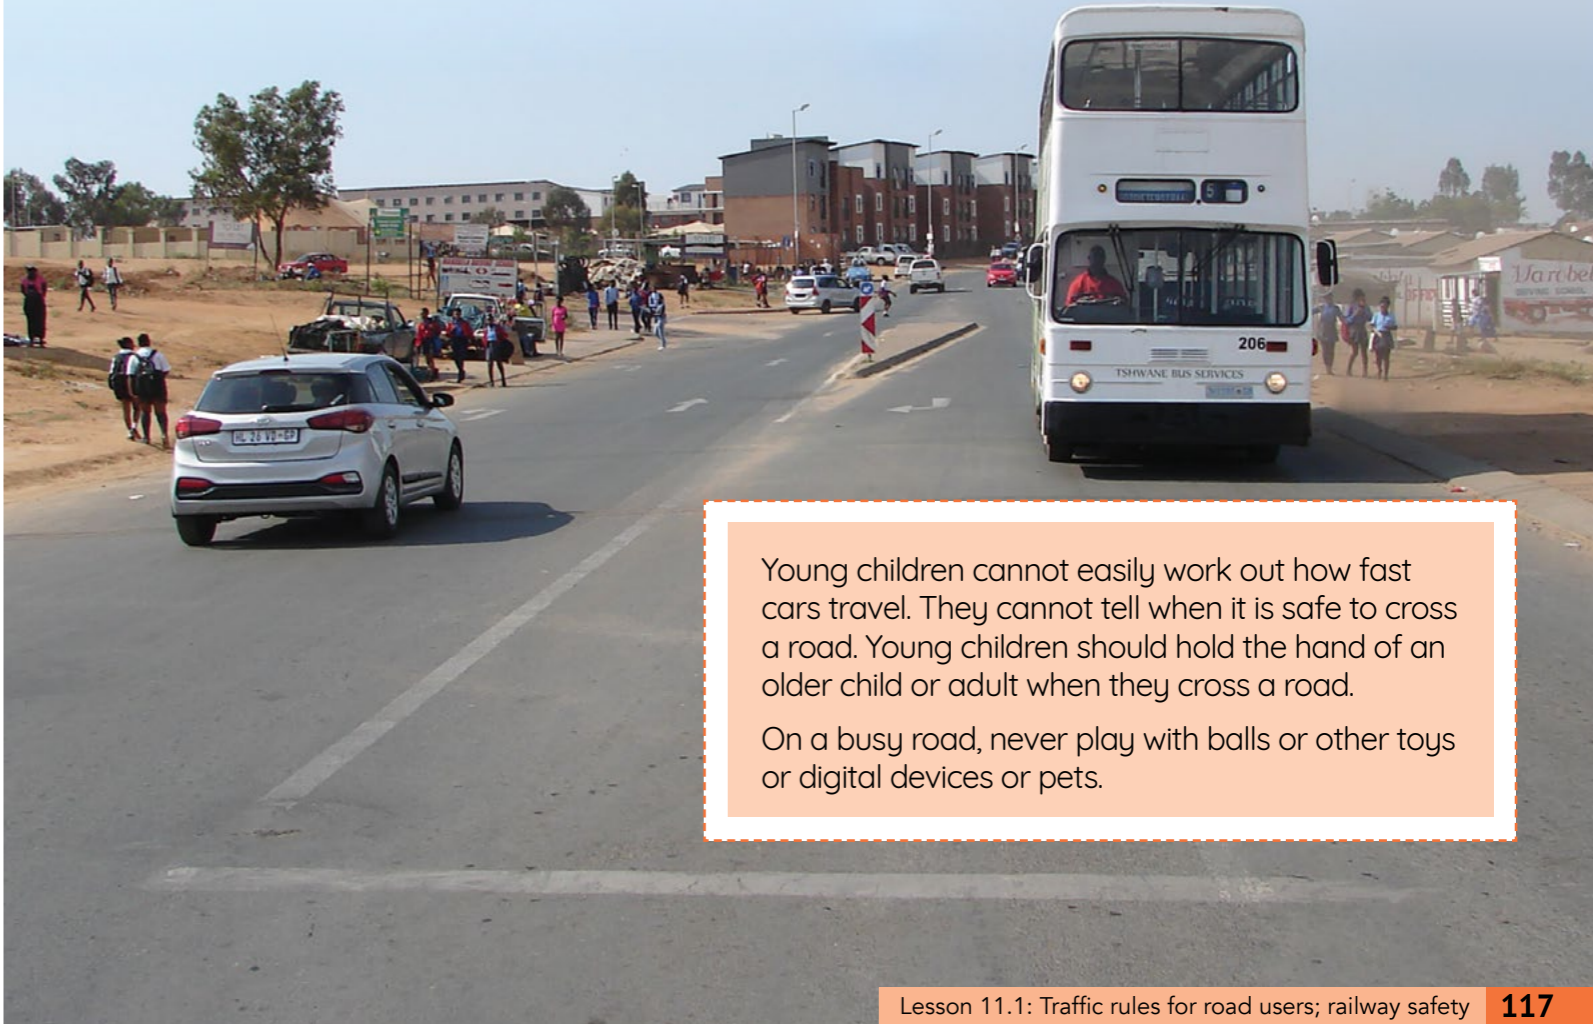 206
TSHWANE BUS SERVICES
5
Young children cannot easily work out how fast
cars travel. They cannot tell when it is safe to cross
a road. Young children should hold the hand of an
older child or adult when they cross a road.
On a busy road, never play with balls or other toys
or digital devices or pets.
Lesson 11.1: Traffic rules for road users; railway safety 117